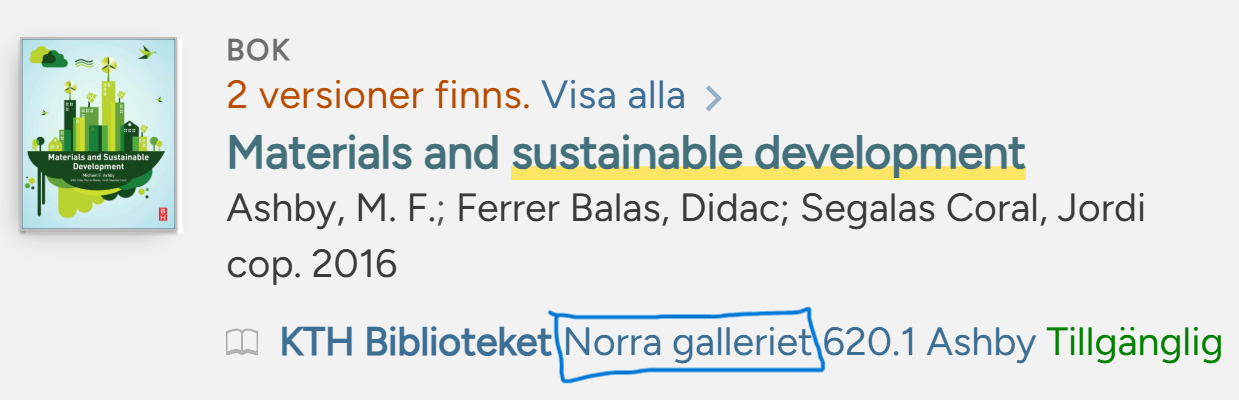 BOK
2 versioner finns. Visa alla
Materials and sustainable development
Ashby, M. F.; Ferrer Balas, Didac; Segalas Coral, Jordi
cop. 2016
KTH Biblioteket Norra galleriet 620.1 Ashby Tillgänglig
Materials and Sustainable
Development
Michael F. Ashby